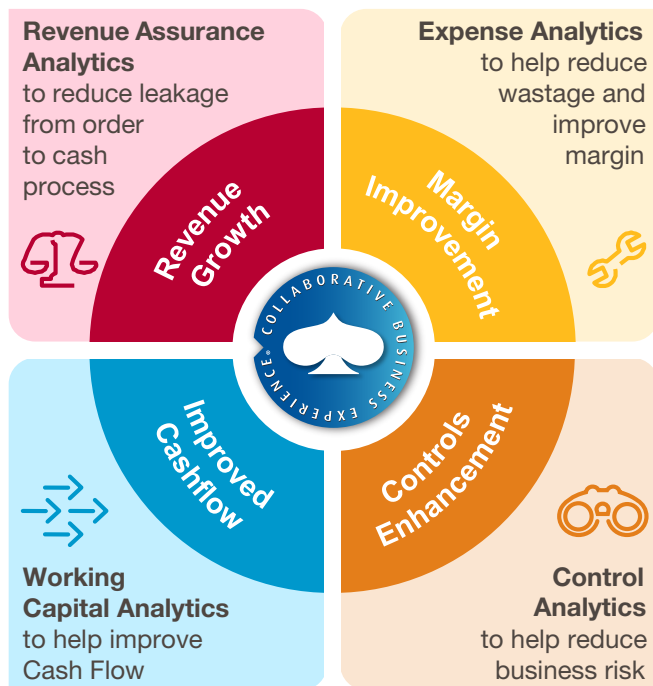 Revenue Assurance
Analytics
to reduce leakage
from order
to cash
process
Revenue
Growth
Expense Analytics
to help reduce
wastage and
improve
margin
Margin
Improvement
COLLABORATIVE BUSINESS EXPERIENCE®
Improved
Cashflow
Working
Capital Analytics
to help improve
Cash Flow
Controls
Enhancement
Control
Analytics
to help reduce
business risk